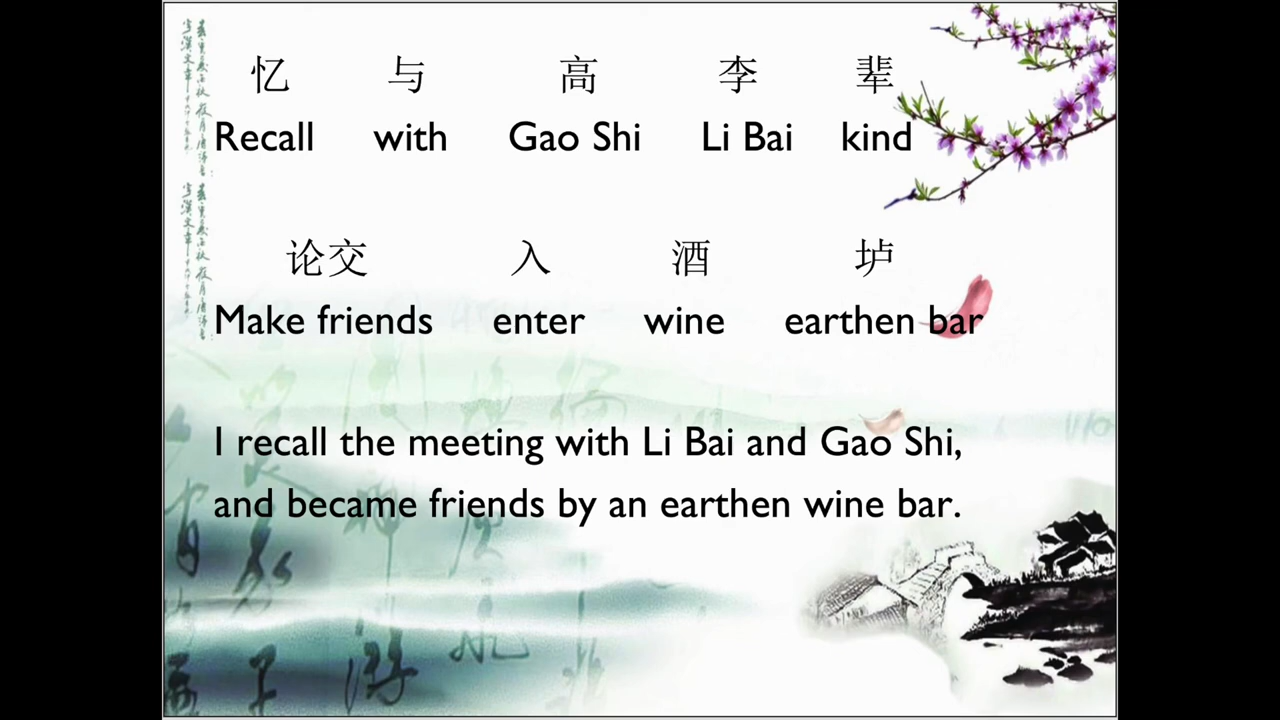 忆 与 高 李 辈
Recall with Gao Shi Li Bai kind
论交 入 酒 垆
Make friends enter wine earthen bar
I recall the meeting with Li Bai and Gao Shi,
and became friends by an earthen wine bar.